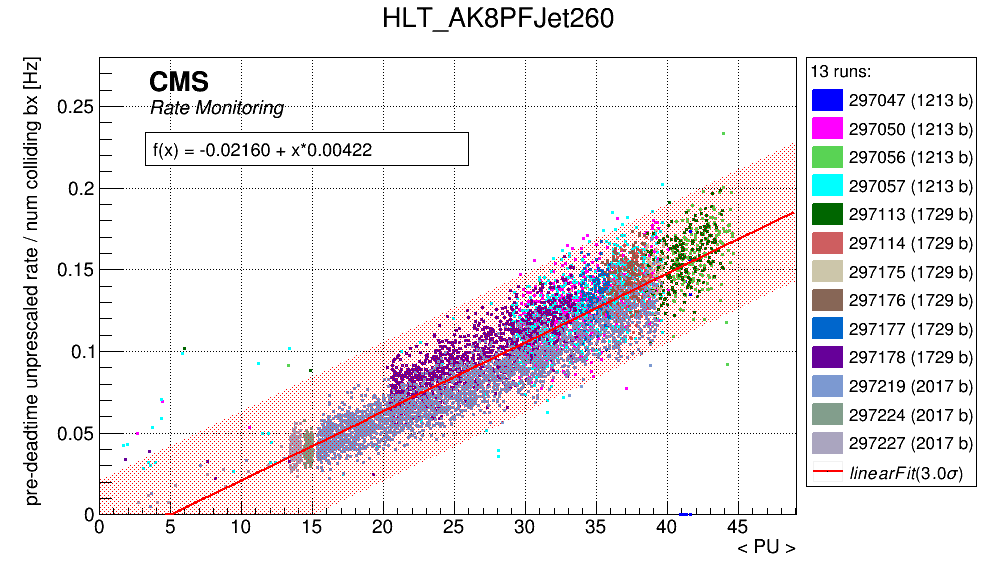 HLT_AK8PFJet260
pre-deadtime unprescaled rate / num colliding bx [Hz]
CMS
Rate Monitoring
f(x) = -0.02160 + x*0.00422
0.25
0.2
0.15
0.1
0.05
0
0 5 10 15 20 25 30 35 40 45
< PU >
13 runs:
297047 (1213 b)
297050 (1213 b)
297056 (1213 b)
297057 (1213 b)
297113 (1729 b)
297114 (1729 b)
297175 (1729 b)
297176 (1729 b)
297177 (1729 b)
297178 (1729 b)
297219 (2017 b)
297224 (2017 b)
297227 (2017 b)
linearFit(3.0σ)